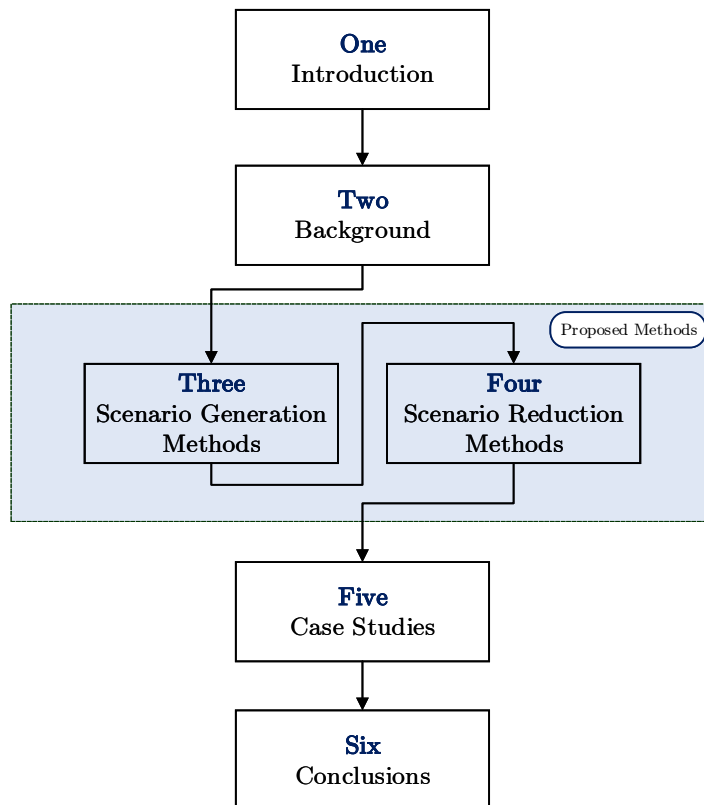 One
Introduction
Two
Background
Proposed Methods
Three
Scenario Generation
Methods
Four
Scenario Reduction
Methods
Five
Case Studies
Six
Conclusions